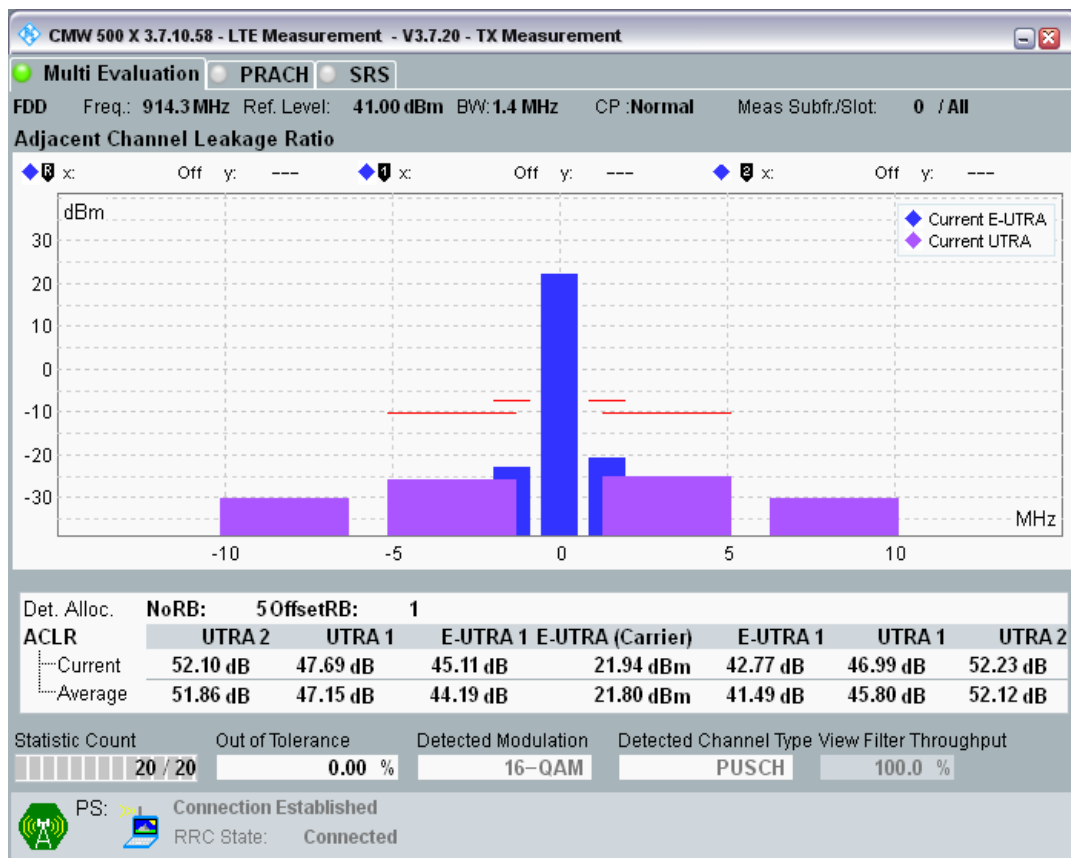 CMW 500 X 3.7.10.58 - LTE Measurement - V3.7.20 - TX Measurement
Multi Evaluation PRACH SRS
FDD Freq.: 914.3 MHz Ref. Level: 41.00 dBm BW: 1.4 MHz CP :Normal Meas Subfr./Slot: 0 / All
Adjacent Channel Leakage Ratio
R x: Off y: --- 1 x: Off y: --- 2 x: Off y: ---
dBm
Current E-UTRA
Current UTRA
30
20
10
0
-10
-20
-30
MHz
-10 -5 0 5 10
Det. Alloc. NoRB: 5 OffsetRB: 1
ACLR UTRA 2 UTRA 1 E-UTRA 1 E-UTRA (Carrier) E-UTRA 1 UTRA 1 UTRA 2
Current 52.10 dB 47.69 dB 45.11 dB 21.94 dBm 42.77 dB 46.99 dB 52.23 dB
Average 51.86 dB 47.15 dB 44.19 dB 21.80 dBm 41.49 dB 45.80 dB 52.12 dB
Statistic Count Out of Tolerance Detected Modulation Detected Channel Type View Filter Throughput
20 / 20 0.00 % 16-QAM PUSCH 100.0 %
PS: Connection Established
RRC State: Connected